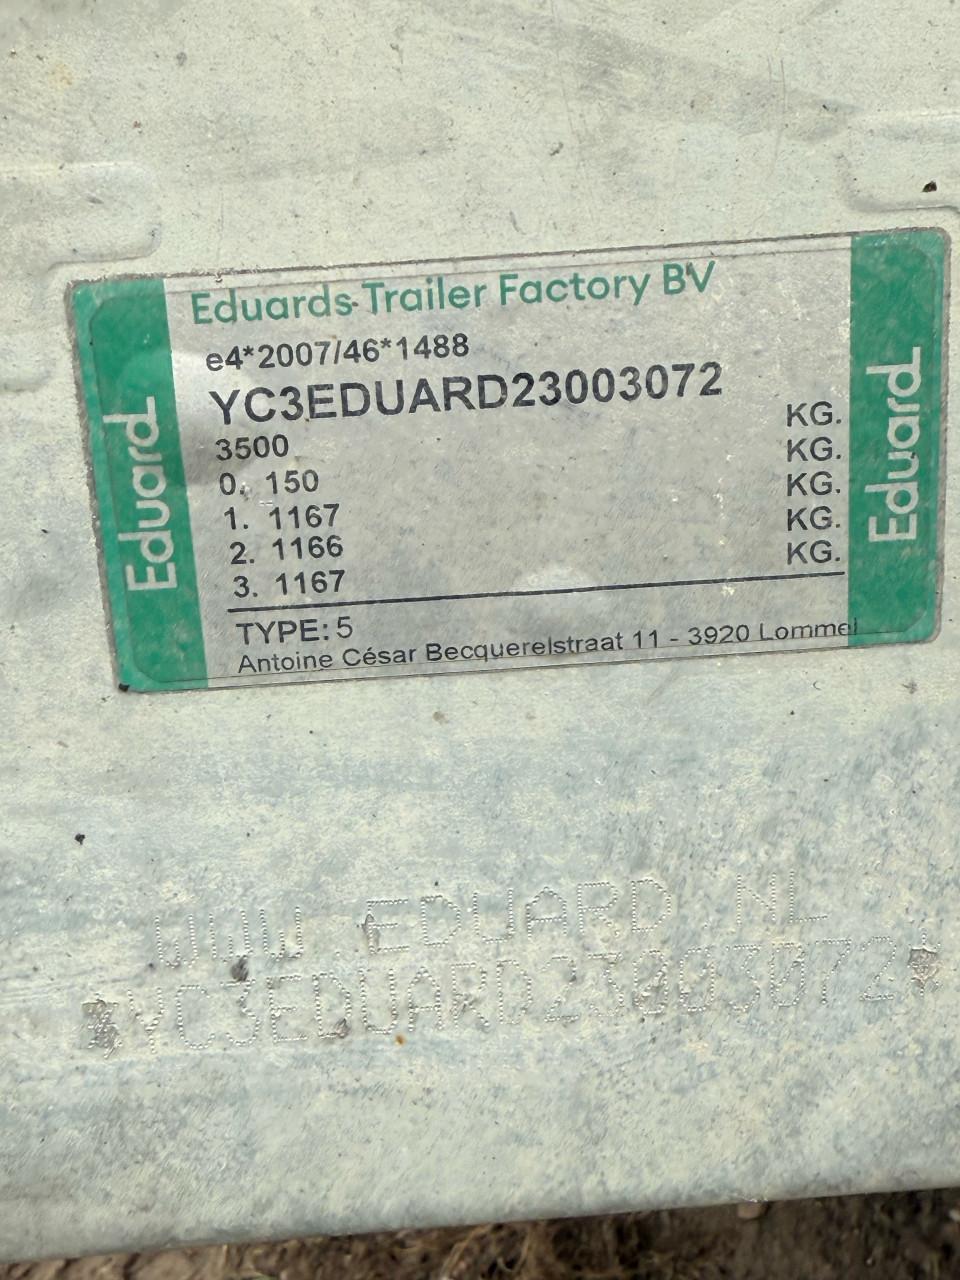 Eduard
Eduards Trailer Factory BV
e4*2007/46*1488
YC3EDUARD23003072
3500 KG.
0. 150 KG.
1. 1167 KG.
2. 1166 KG.
3. 1167 KG.
TYPE: 5
Antoine César Becquerelstraat 11 - 3920 Lommel
Eduard
WWW.EDUARD.NL
*YC3EDUARD23003072*